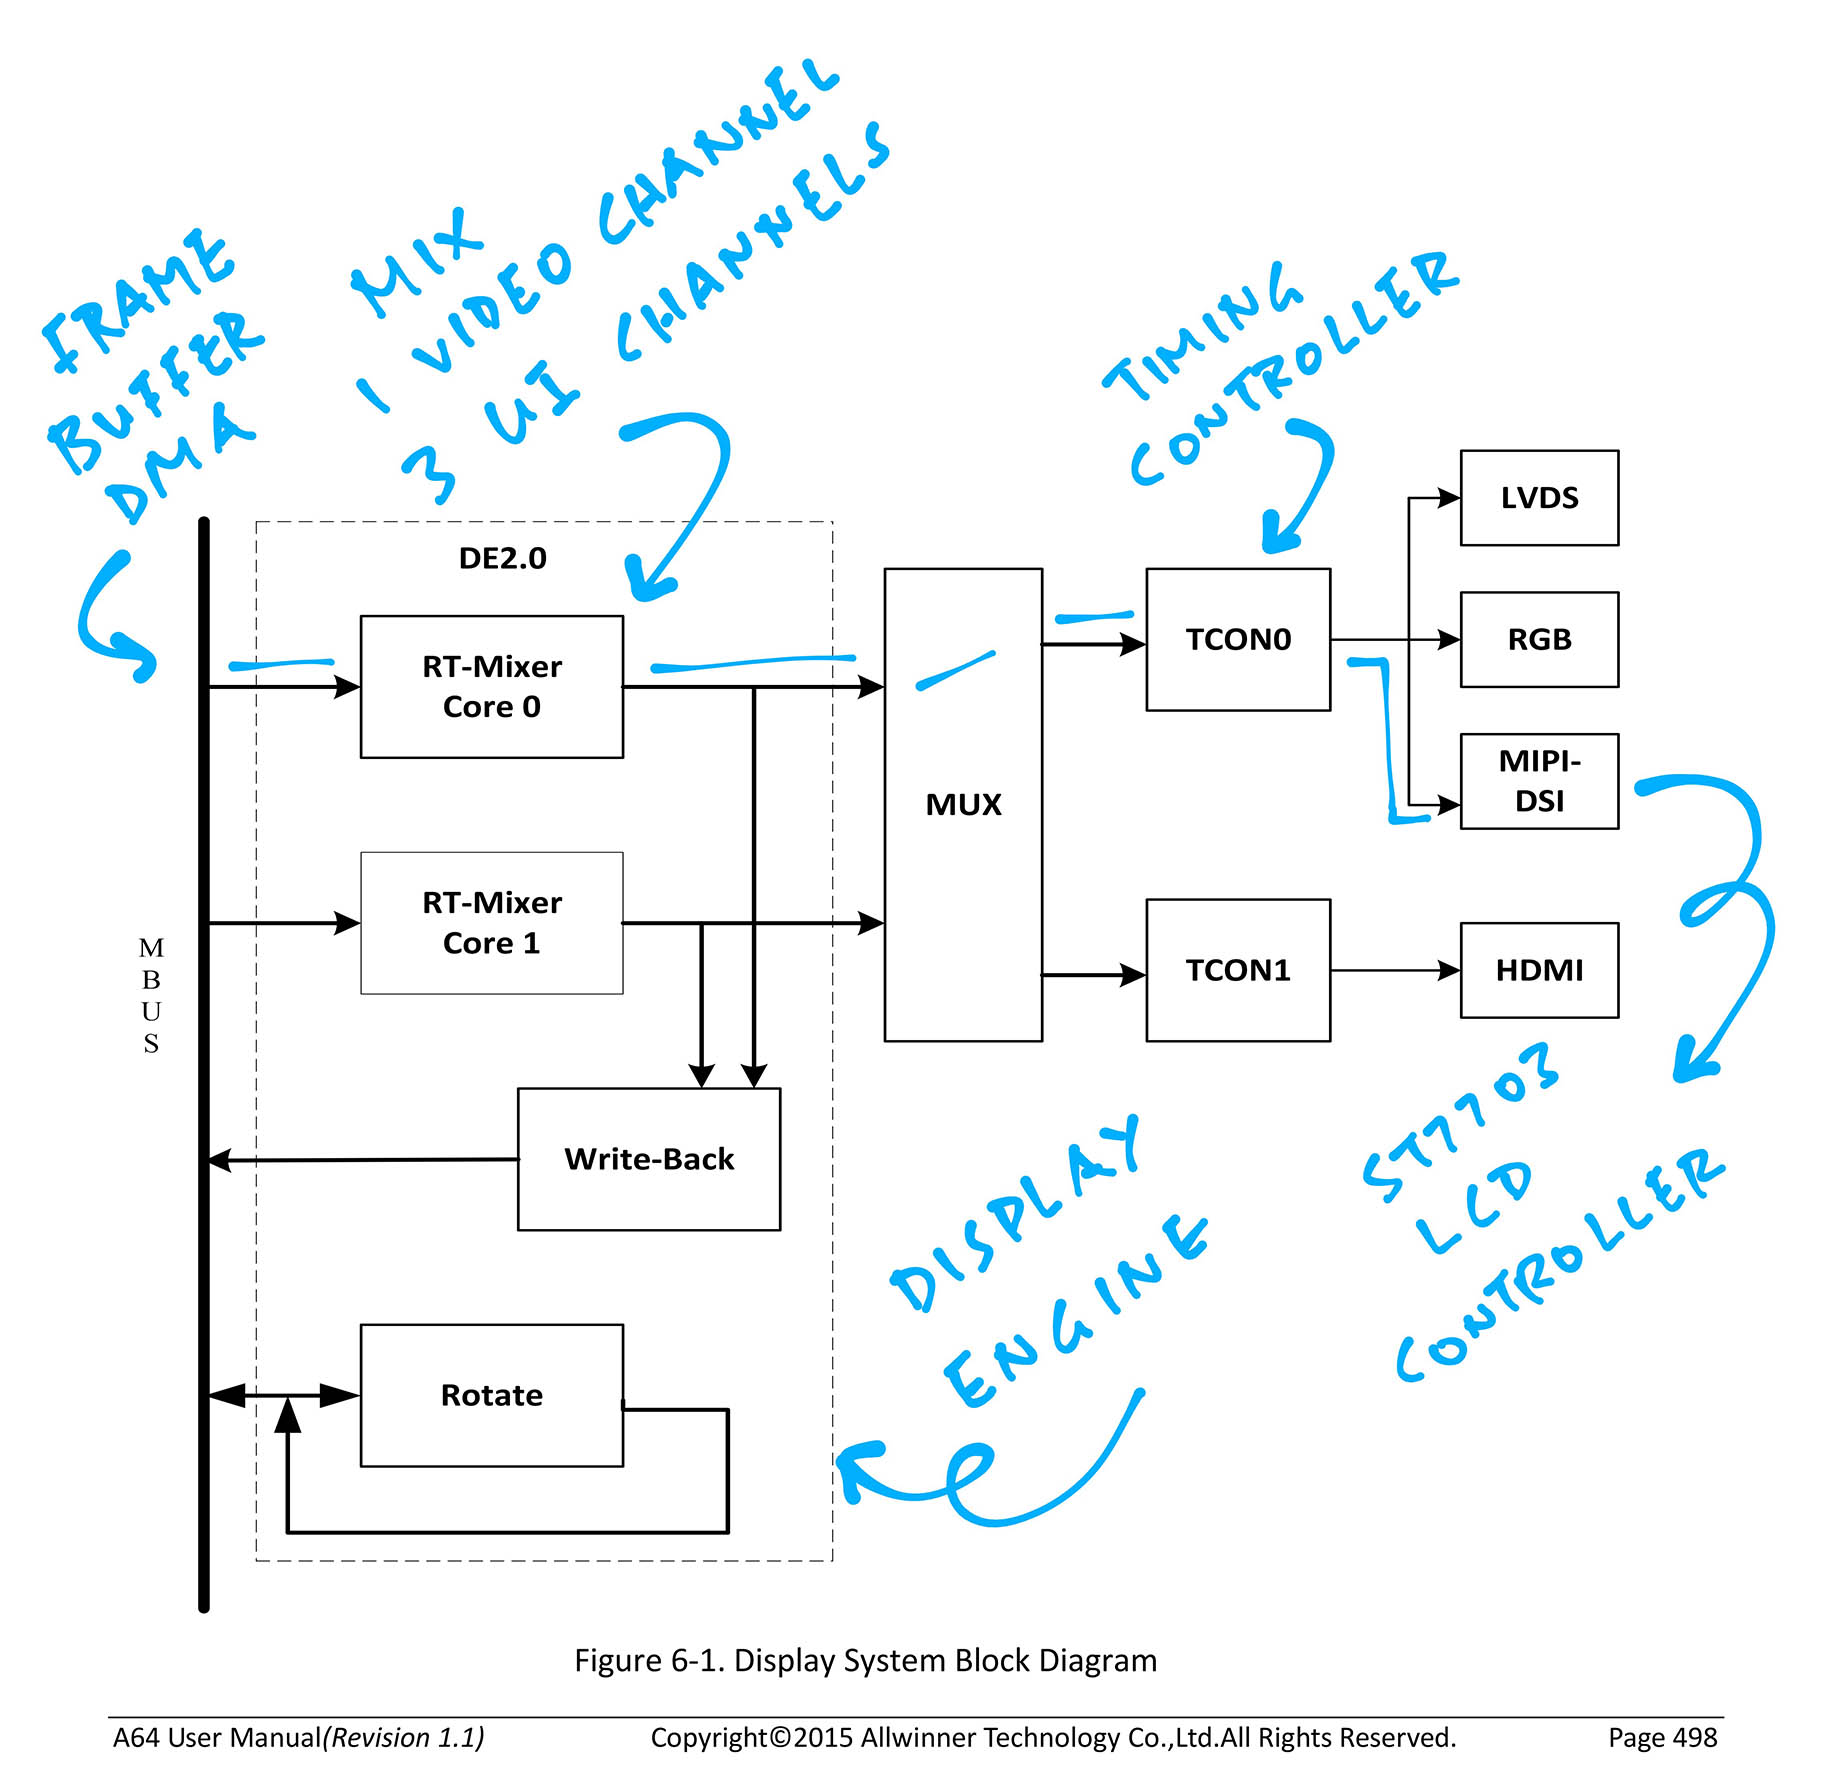 FRAME
BUFFER
DMA
MIX
1 VIDEO CHANNEL
3 UI CHANNELS
TIMING
CONTROLLER
DE2.0
RT-Mixer
Core 0
RT-Mixer
Core 1
Write-Back
Rotate
M
B
U
S
MUX
TCON0
TCON1
LVDS
RGB
MIPI-
DSI
HDMI
ST7703
LCD
CONTROLLER
DISPLAY
ENGINE
Figure 6-1. Display System Block Diagram
A64 User Manual(Revision 1.1)
Copyright©2015 Allwinner Technology Co.,Ltd.All Rights Reserved.
Page 498